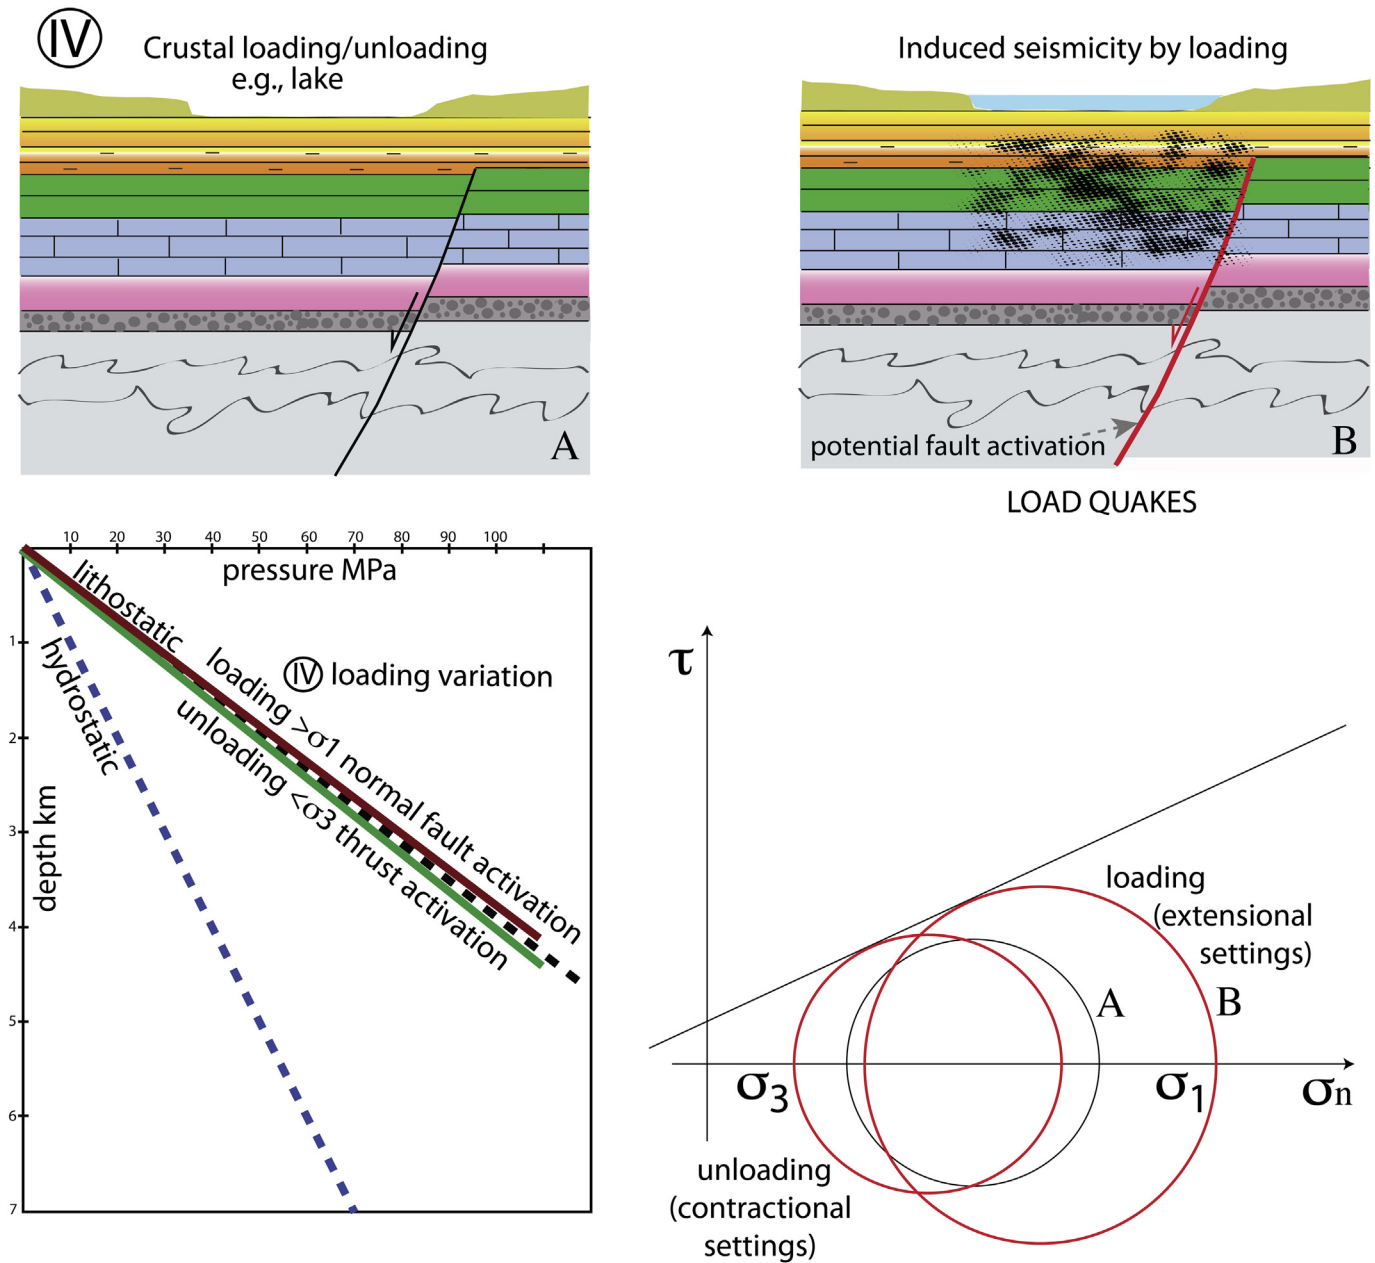 IV
Crustal loading/unloading
e.g., lake
A
Induced seismicity by loading
potential fault activation
B
LOAD QUAKES
10 20 30 40 50 60 70 80 90 100
pressure MPa
lithostatic
hydrostatic
IV loading variation
loading >σ1 normal fault activation
unloading <σ3 thrust activation
depth km
1
2
3
4
5
6
7
τ
loading
(extensional
settings)
A
B
σ3
σ1
σn
unloading
(contractional
settings)